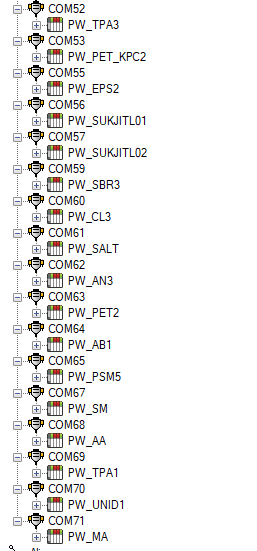 COM52
PW_TPA3
COM53
PW_PET_KPC2
COM55
PW_EPS2
COM56
PW_SUKJITL01
COM57
PW_SUKJITL02
COM59
PW_SBR3
COM60
PW_CL3
COM61
PW_SALT
COM62
PW_AN3
COM63
PW_PET2
COM64
PW_AB1
COM65
PW_PSM5
COM67
PW_SM
COM68
PW_AA
COM69
PW_TPA1
COM70
PW_UNID1
COM71
PW_MA